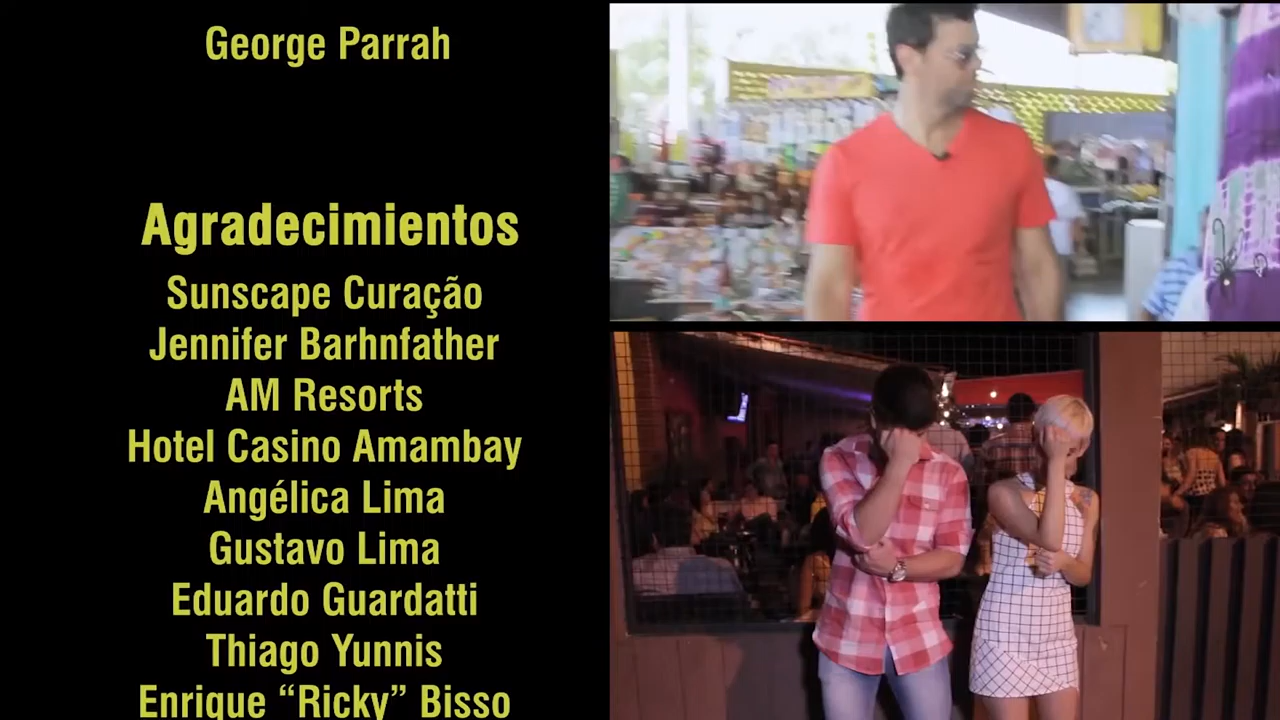 George Parrah
Agradecimientos
Sunscape Curação
Jennifer Barhnfather
AM Resorts
Hotel Casino Amambay
Angélica Lima
Gustavo Lima
Eduardo Guardatti
Thiago Yunnis
Enrique “Ricky” Bisso